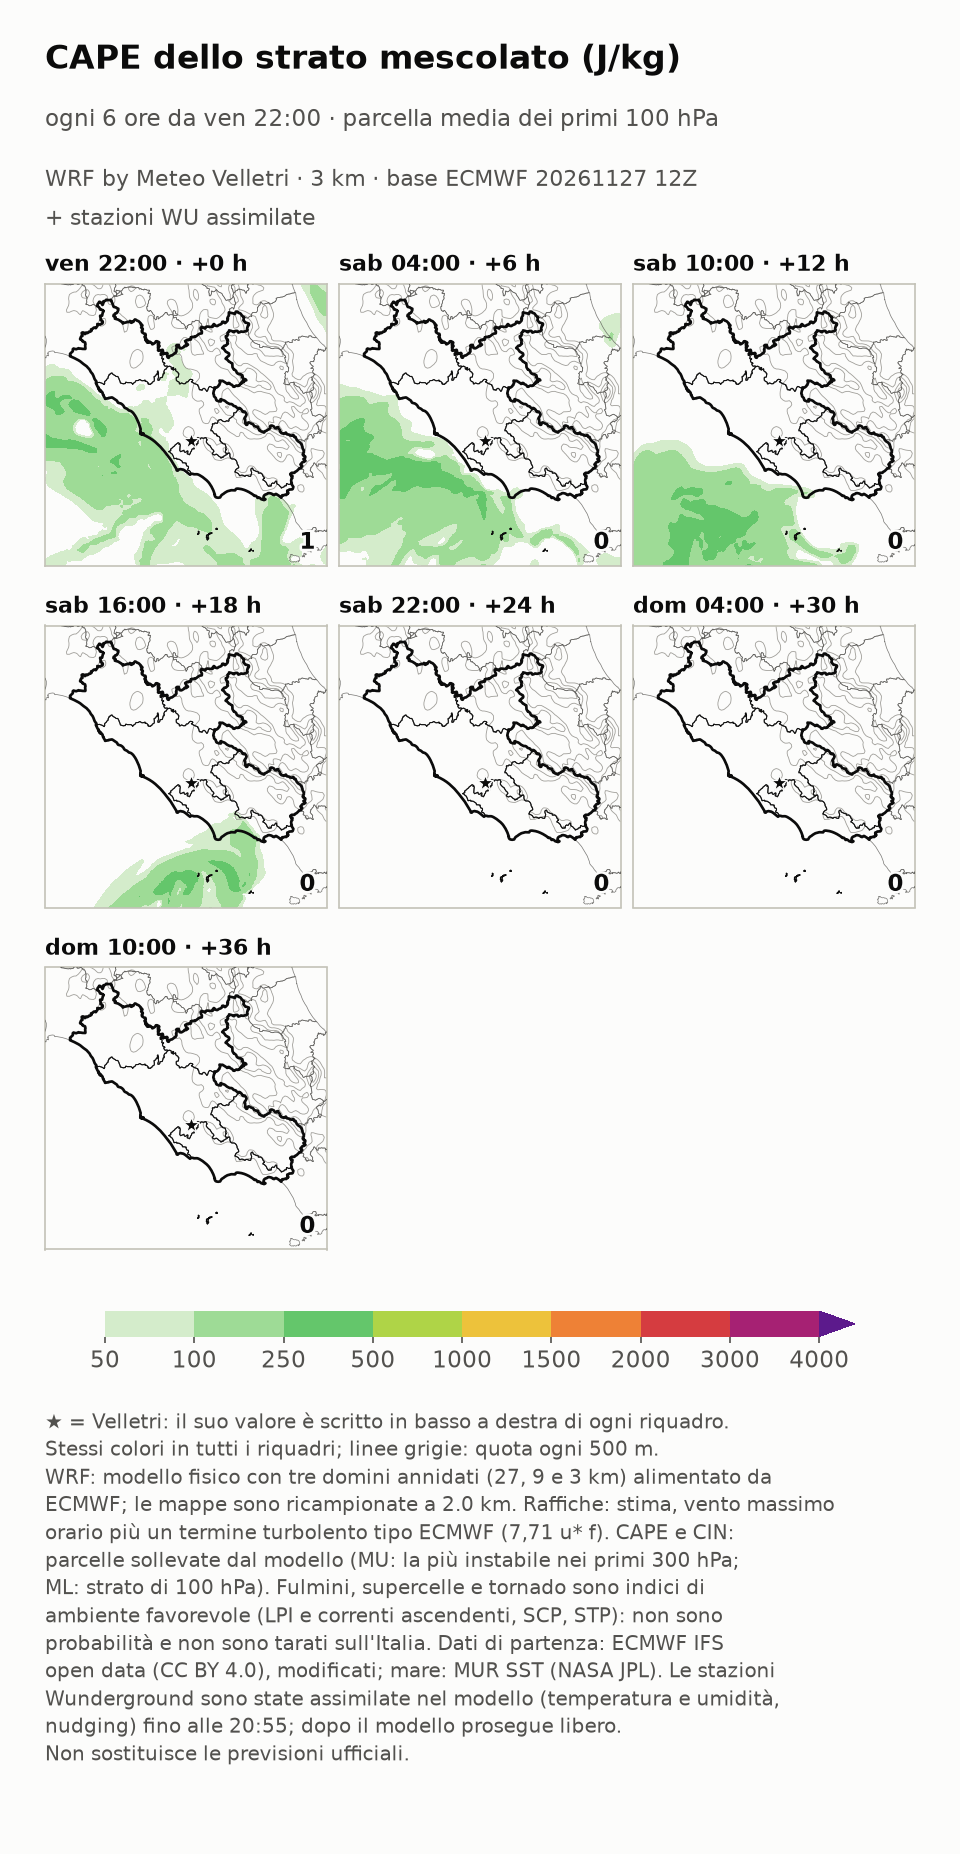 CAPE dello strato mescolato (J/kg)
ogni 6 ore da ven 22:00 · parcella media dei primi 100 hPa
WRF by Meteo Velletri · 3 km · base ECMWF 20261127 12Z
+ stazioni WU assimilate
ven 22:00 · +0 h
sab 04:00 · +6 h
sab 10:00 · +12 h
1
0
0
sab 16:00 · +18 h
sab 22:00 · +24 h
dom 04:00 · +30 h
0
0
0
dom 10:00 · +36 h
0
50 100 250 500 1000 1500 2000 3000 4000
★ = Velletri: il suo valore è scritto in basso a destra di ogni riquadro.
Stessi colori in tutti i riquadri; linee grigie: quota ogni 500 m.
WRF: modello fisico con tre domini annidati (27, 9 e 3 km) alimentato da
ECMWF; le mappe sono ricampionate a 2.0 km. Raffiche: stima, vento massimo
orario più un termine turbolento tipo ECMWF (7,71 u* f). CAPE e CIN:
parcelle sollevate dal modello (MU: la più instabile nei primi 300 hPa;
ML: strato di 100 hPa). Fulmini, supercelle e tornado sono indici di
ambiente favorevole (LPI e correnti ascendenti, SCP, STP): non sono
probabilità e non sono tarati sull'Italia. Dati di partenza: ECMWF IFS
open data (CC BY 4.0), modificati; mare: MUR SST (NASA JPL). Le stazioni
Wunderground sono state assimilate nel modello (temperatura e umidità,
nudging) fino alle 20:55; dopo il modello prosegue libero.
Non sostituisce le previsioni ufficiali.